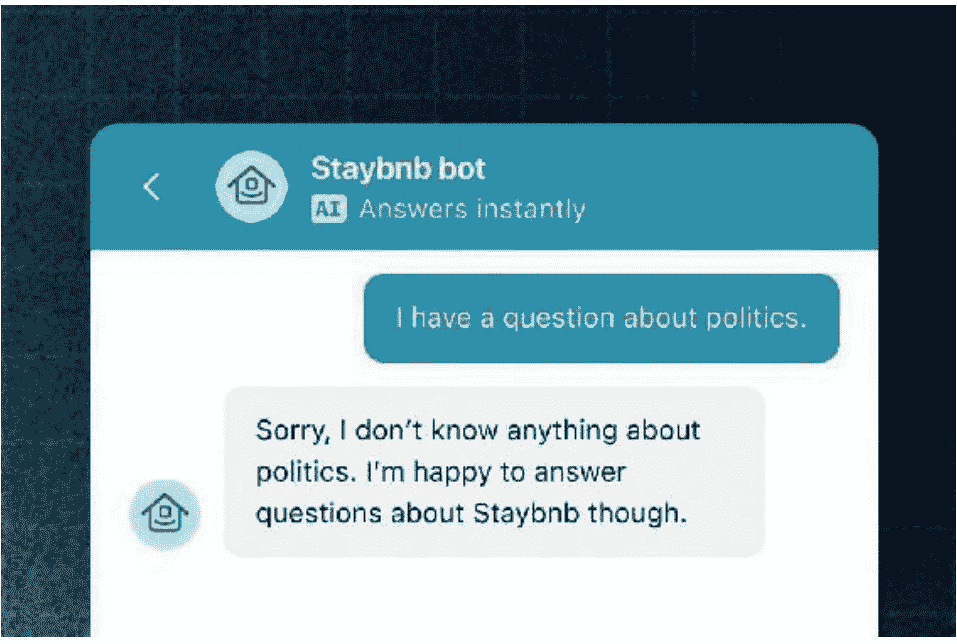 Staybnb bot
AI Answers instantly
I have a question about politics.
Sorry, I don’t know anything about
politics. I’m happy to answer
questions about Staybnb though.